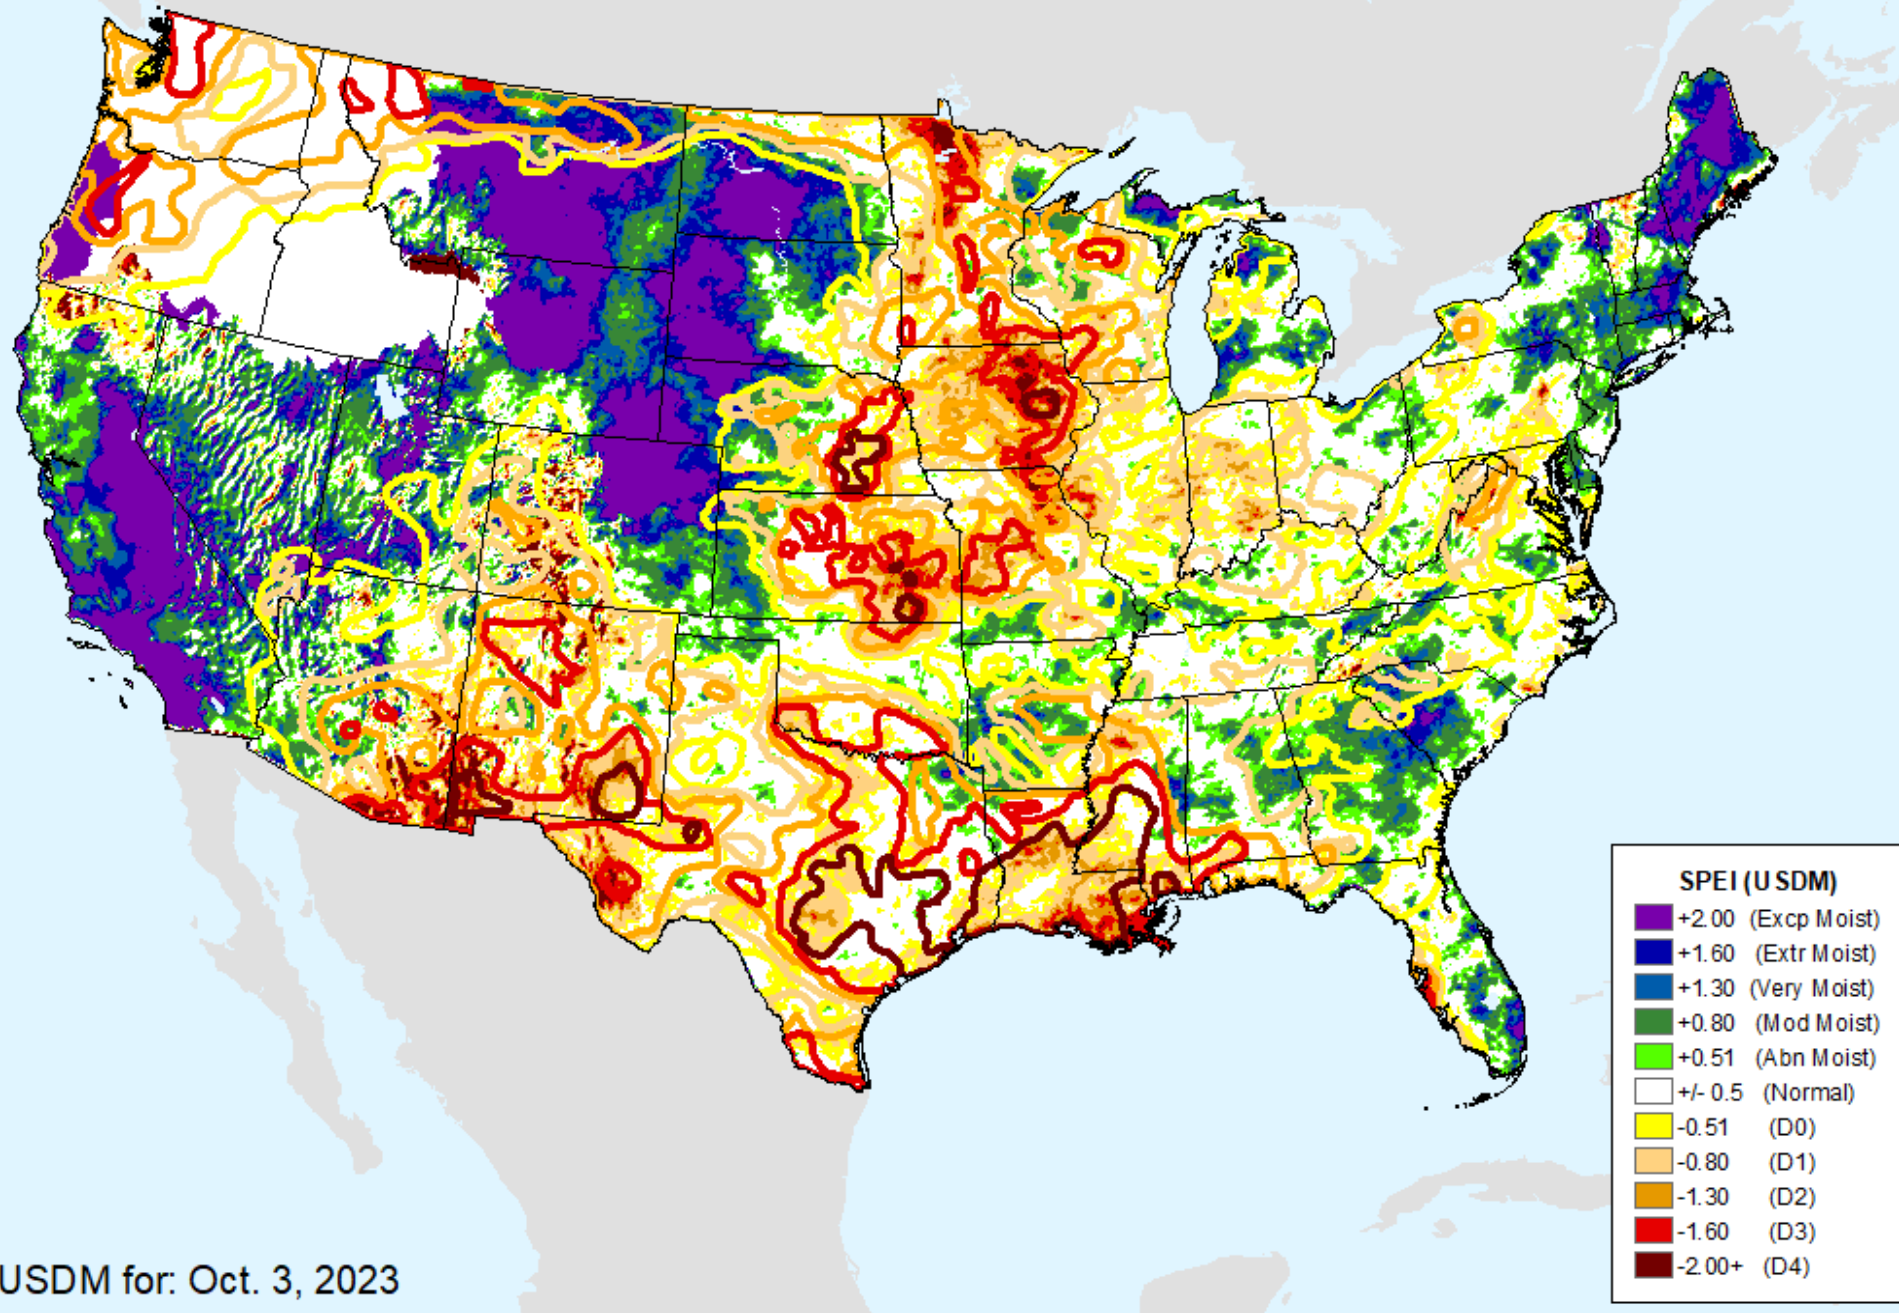 SPEI (USDM)
+2.00 (Excp Moist)
+1.60 (Extr Moist)
+1.30 (Very Moist)
+0.80 (Mod Moist)
+0.51 (Abn Moist)
+/- 0.5 (Normal)
-0.51 (D0)
-0.80 (D1)
-1.30 (D2)
-1.60 (D3)
-2.00+ (D4)
USDM for: Oct. 3, 2023